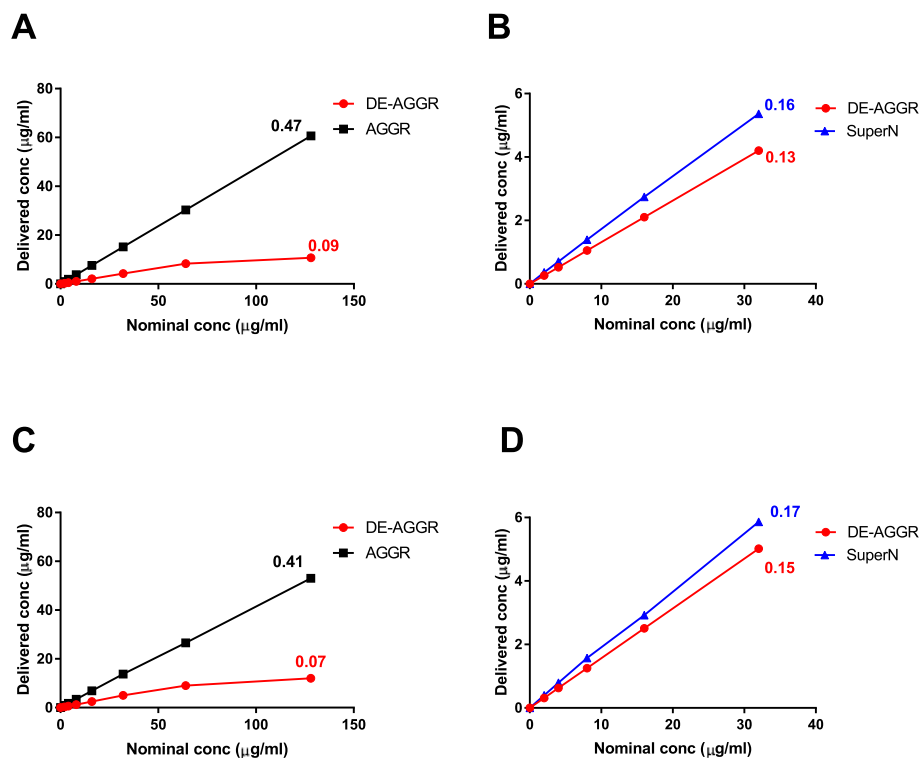 A
B
DE-AGGR
AGGR
0.47
0.09
80
60
40
20
0
0
50
100
150
Delivered conc (μg/ml)
Nominal conc (μg/ml)
DE-AGGR
SuperN
0.16
0.13
6
4
2
0
0
10
20
30
40
Delivered conc (μg/ml)
Nominal conc (μg/ml)
C
D
DE-AGGR
AGGR
0.41
0.07
80
60
40
20
0
0
50
100
150
Delivered conc (μg/ml)
Nominal conc (μg/ml)
DE-AGGR
SuperN
0.17
0.15
6
4
2
0
0
10
20
30
40
Delivered conc (μg/ml)
Nominal conc (μg/ml)